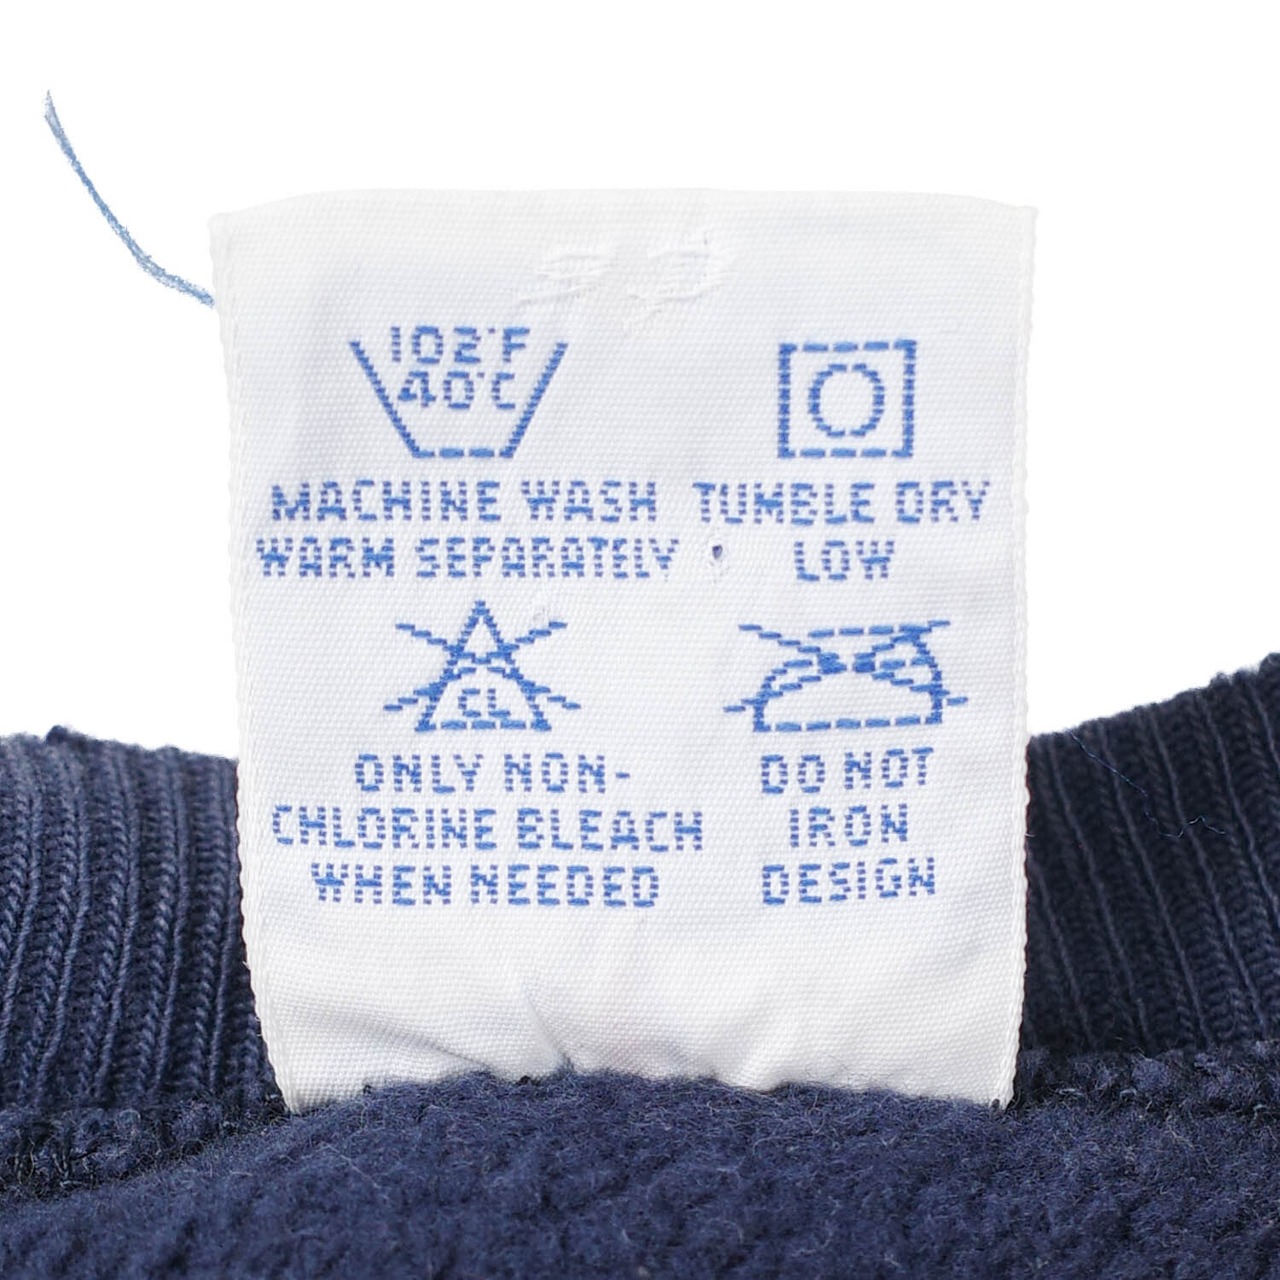 102°F
40°C
MACHINE WASH
WARM SEPARATELY
TUMBLE DRY
LOW
CL
ONLY NON-
CHLORINE BLEACH
WHEN NEEDED
DO NOT
IRON
DESIGN